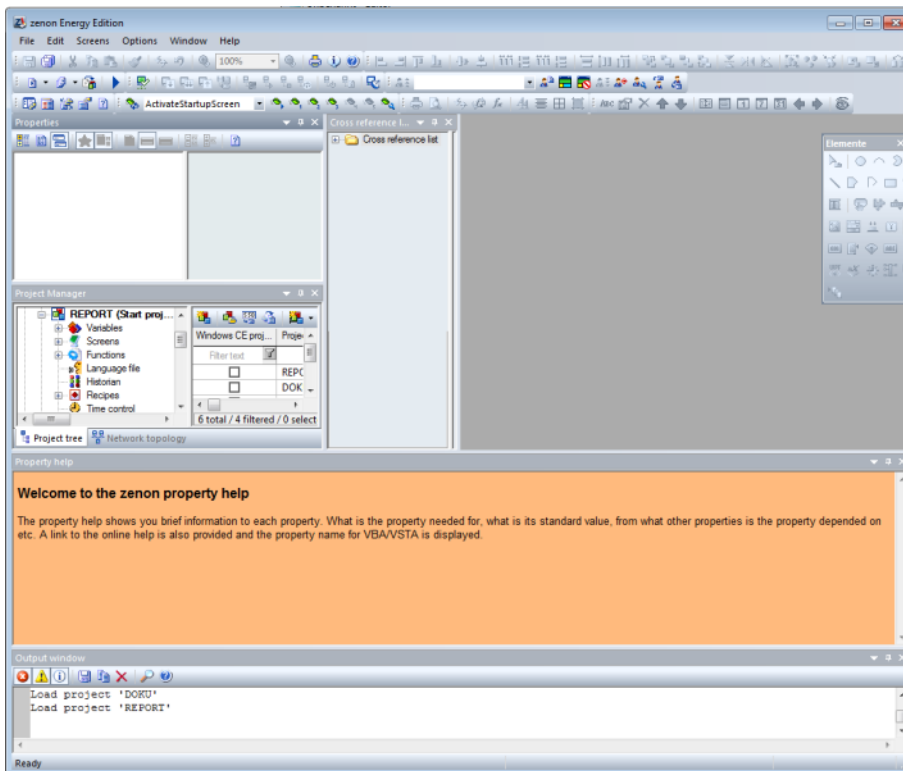 zenon Energy Edition
File Edit Screens Options Window Help
100%
ActivateStartupScreen
Properties
Cross reference l...
Cross reference list
Elemente
Project Manager
REPORT (Start proj...
Variables
Screens
Functions
Language file
Historian
Recipes
Time control
Windows CE proj...
Filter text
REPC
DOK
6 total / 4 filtered / 0 select
Project tree
Network topology
Property help
Welcome to the zenon property help
The property help shows you brief information to each property. What is the property needed for, what is its standard value, from what other properties is the property depended on
etc. A link to the online help is also provided and the property name for VBA/VSTA is displayed.
Output window
Load project 'DOKU'
Load project 'REPORT'
Ready